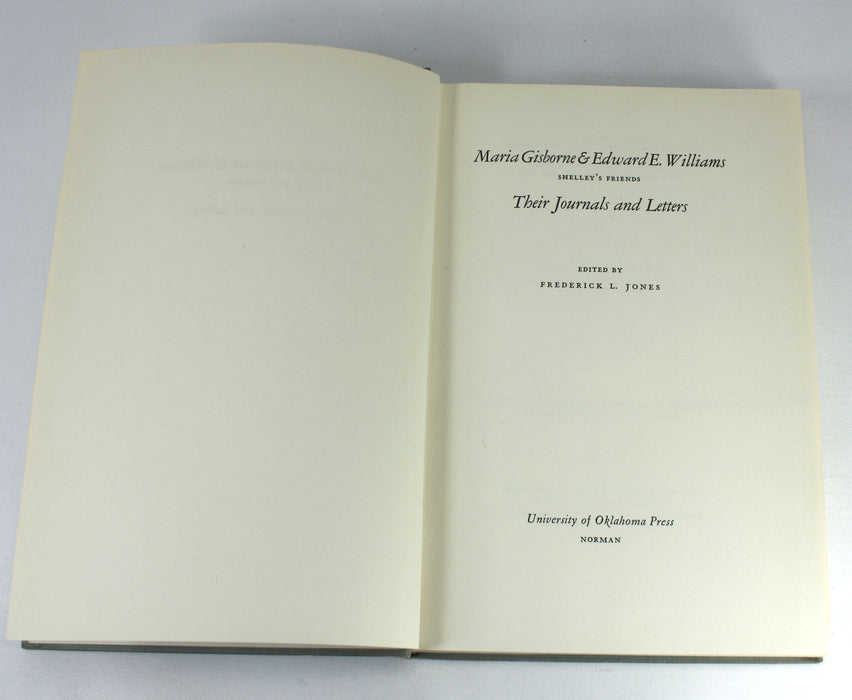 Maria Gisborne & Edward E. Williams
SHELLEY'S FRIENDS
Their Journals and Letters
EDITED BY
FREDERICK L. JONES
University of Oklahoma Press
NORMAN